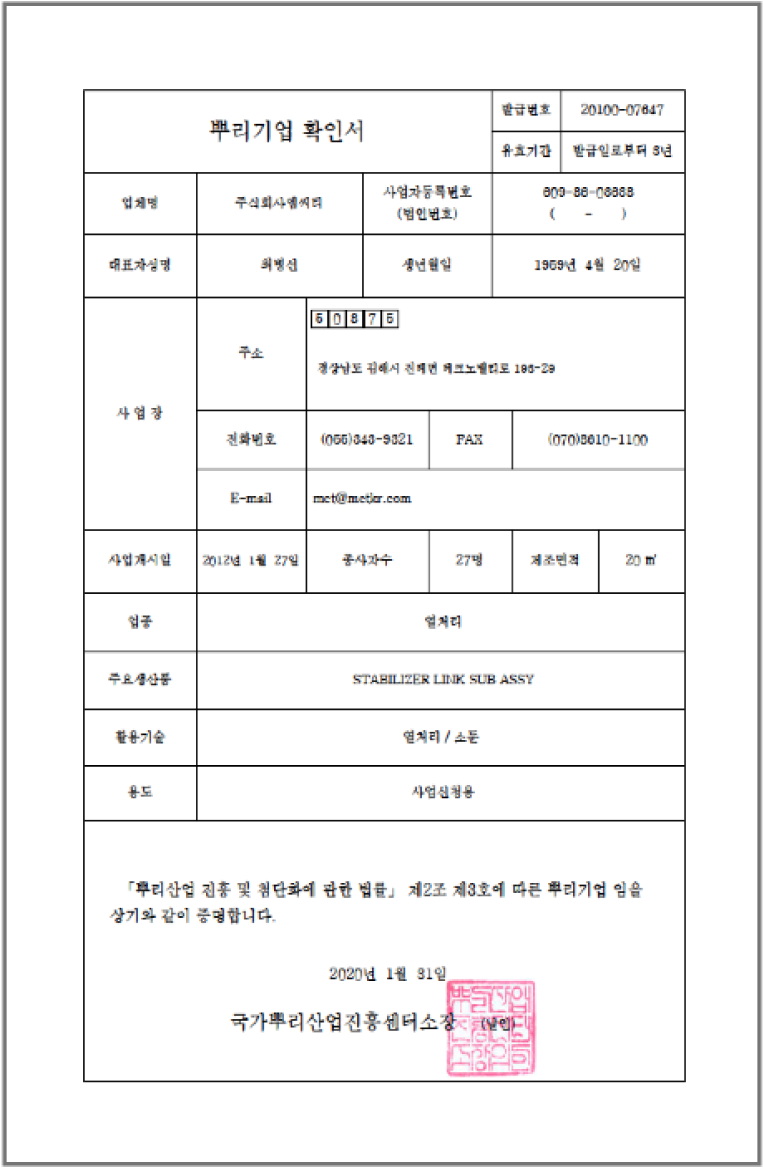 뿌리기업 확인서
발급번호 20100-07647
유효기간 발급일로부터 3년
업체명 주식회사엠씨티 사업자등록번호 (법인번호) 609-86-08888 ( - )
대표자성명 최병선 생년월일 1969년 4월 20일
사업장
주소 50875
경상남도 김해시 진례면 테크노밸리로 198-29
전화번호 (055)343-9321 FAX (070)8610-1100
E-mail mct@mctkr.com
사업개시일 2012년 1월 27일 종사자수 27명 제조면적 20 ㎡
업종 열처리
주요생산품 STABILIZER LINK SUB ASSY
활용기술 열처리 / 소둔
용도 사업신청용
「뿌리산업 진흥 및 첨단화에 관한 법률」 제2조 제3호에 따른 뿌리기업 임을
상기와 같이 증명합니다.
2020년 1월 31일
국가뿌리산업진흥센터소장 (날인)